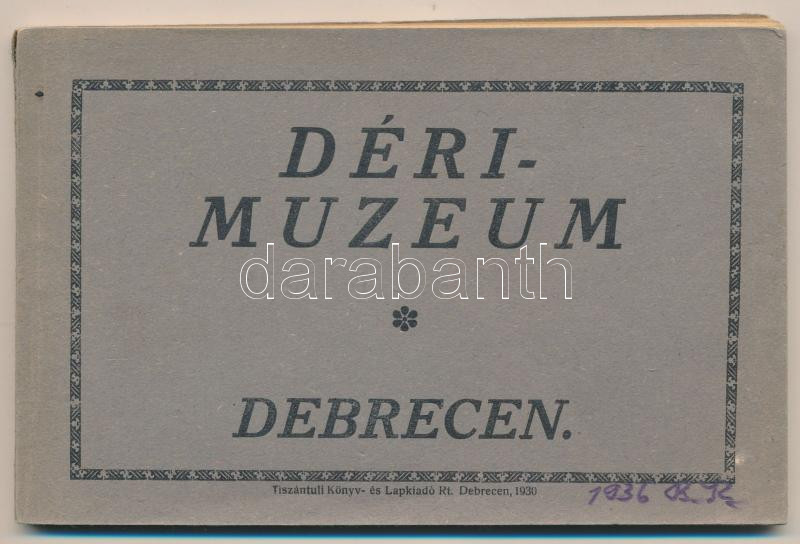 DÉRI-
MUZEUM
darabanth
DEBRECEN.
Tiszántuli Könyv- és Lapkiadó Rt. Debrecen, 1930
1936